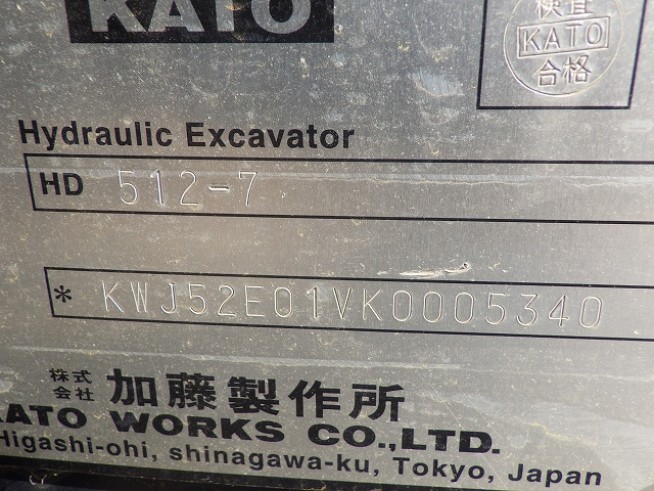 KATO
検査
KATO
合格
Hydraulic Excavator
HD 512-7
* KWJ52E01VK0005340
株式会社 加藤製作所
KATO WORKS CO.,LTD.
Higashi-ohi, shinagawa-ku, Tokyo, Japan